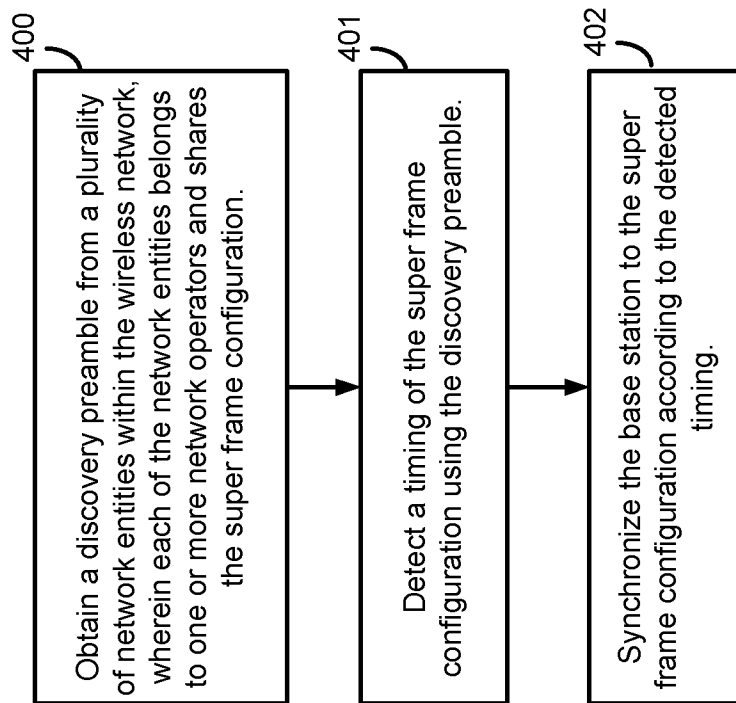 400
Obtain a discovery preamble from a plurality
of network entities within the wireless network,
wherein each of the network entities belongs
to one or more network operators and shares
the super frame configuration.
401
Detect a timing of the super frame
configuration using the discovery preamble.
402
Synchronize the base station to the super
frame configuration according to the detected
timing.